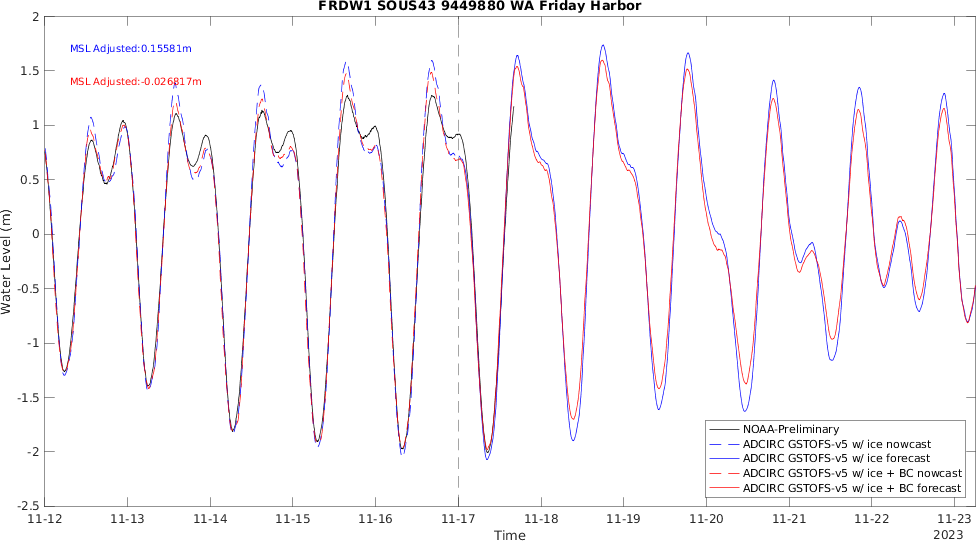 FRDW1 SOUS43 9449880 WA Friday Harbor
MSL Adjusted:0.15581m
MSL Adjusted:-0.026817m
Water Level (m)
2
1.5
1
0.5
0
-0.5
-1
-1.5
-2
-2.5
NOAA-Preliminary
ADCIRC GSTOFS-v5 w/ ice nowcast
ADCIRC GSTOFS-v5 w/ ice forecast
ADCIRC GSTOFS-v5 w/ ice + BC nowcast
ADCIRC GSTOFS-v5 w/ ice + BC forecast
11-12 11-13 11-14 11-15 11-16 11-17 11-18 11-19 11-20 11-21 11-22 11-23
Time
2023